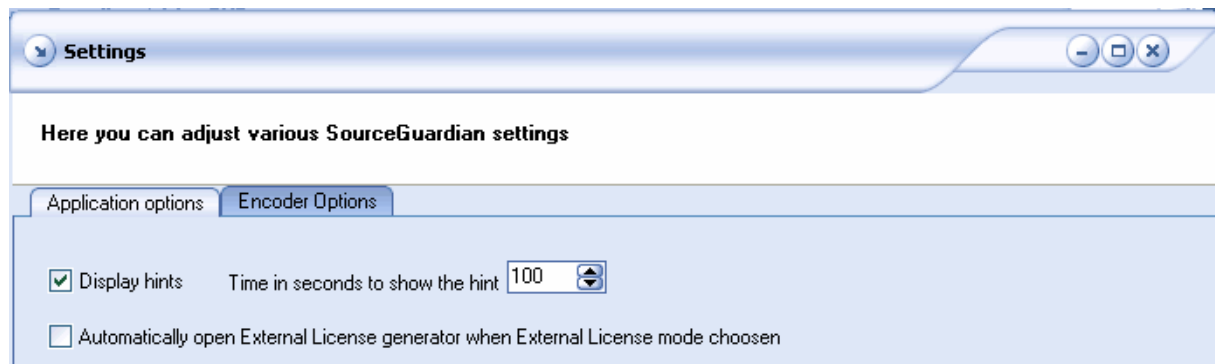 Settings
Here you can adjust various SourceGuardian settings
Application options Encoder Options
Display hints Time in seconds to show the hint 100
Automatically open External License generator when External License mode choosen